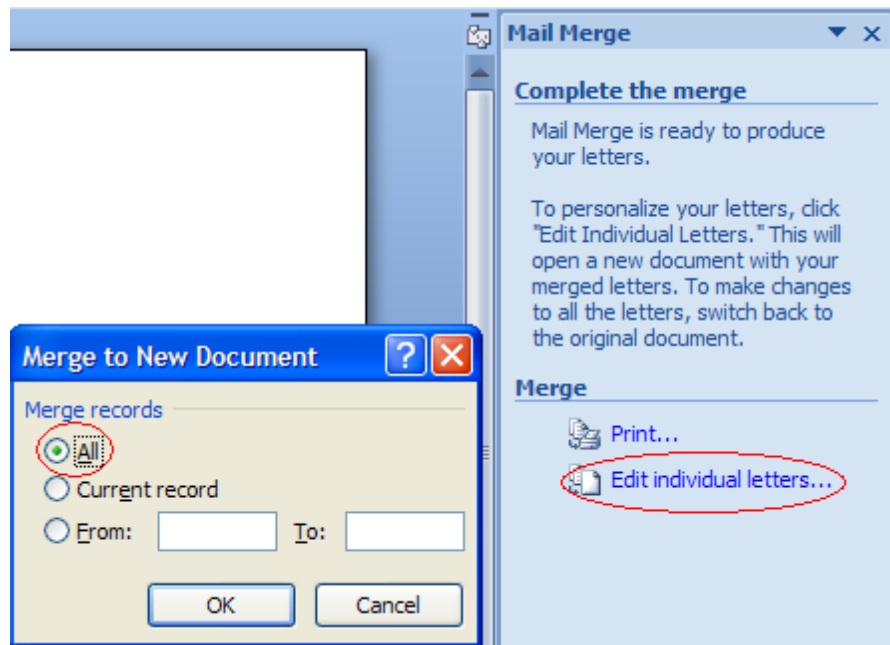 Mail Merge
Complete the merge
Mail Merge is ready to produce
your letters.
To personalize your letters, click
"Edit Individual Letters." This will
open a new document with your
merged letters. To make changes
to all the letters, switch back to
the original document.
Merge
Print...
Edit individual letters...
Merge to New Document
Merge records
All
Current record
From: To:
OK Cancel